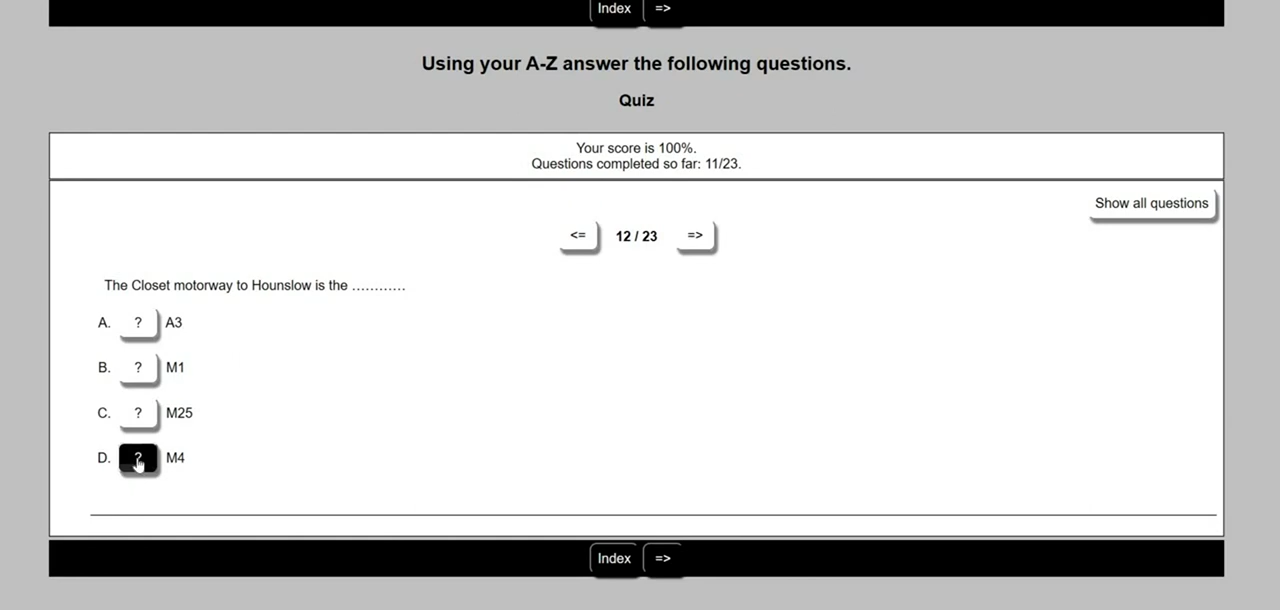 Index =>
Using your A-Z answer the following questions.
Quiz
Your score is 100%.
Questions completed so far: 11/23.
Show all questions
<= 12 / 23 =>
The Closet motorway to Hounslow is the …………
A. ? A3
B. ? M1
C. ? M25
D. ? M4
Index =>